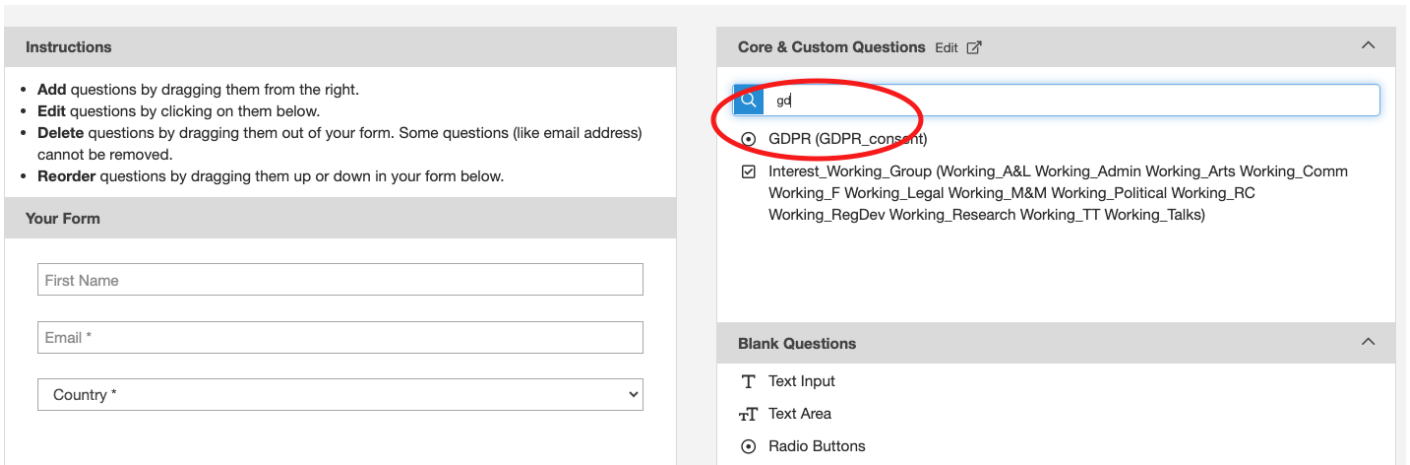 Instructions
• Add questions by dragging them from the right.
• Edit questions by clicking on them below.
• Delete questions by dragging them out of your form. Some questions (like email address)
cannot be removed.
• Reorder questions by dragging them up or down in your form below.
Your Form
First Name
Email *
Country *
Core & Custom Questions Edit
gd
GDPR (GDPR_consent)
Interest_Working_Group (Working_A&L Working_Admin Working_Arts Working_Comm
Working_F Working_Legal Working_M&M Working_Political Working_RC
Working_RegDev Working_Research Working_TT Working_Talks)
Blank Questions
T Text Input
TT Text Area
Radio Buttons